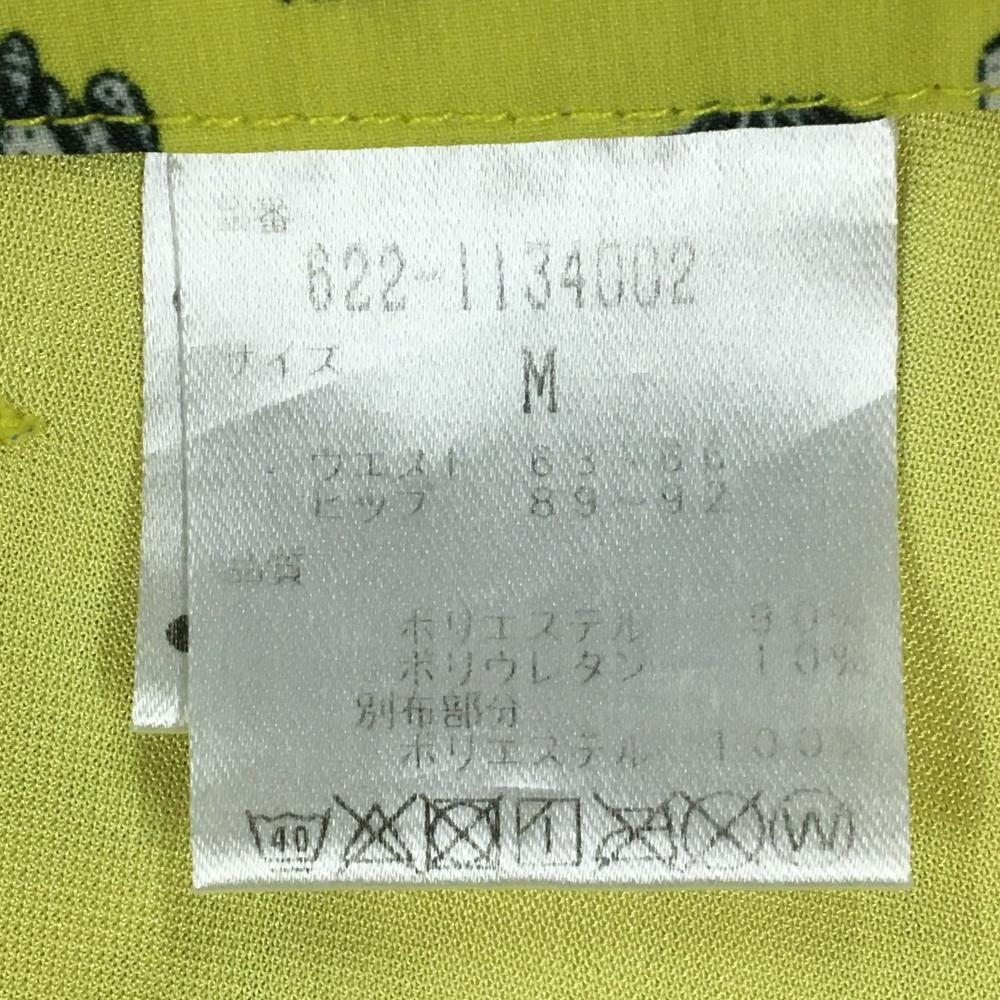 品番
622-1134002
サイズ
M
ウエスト 63~66
ヒップ 89~92
品質
ポリエステル 90%
ポリウレタン 10%
別布部分
ポリエステル 100%
40
W